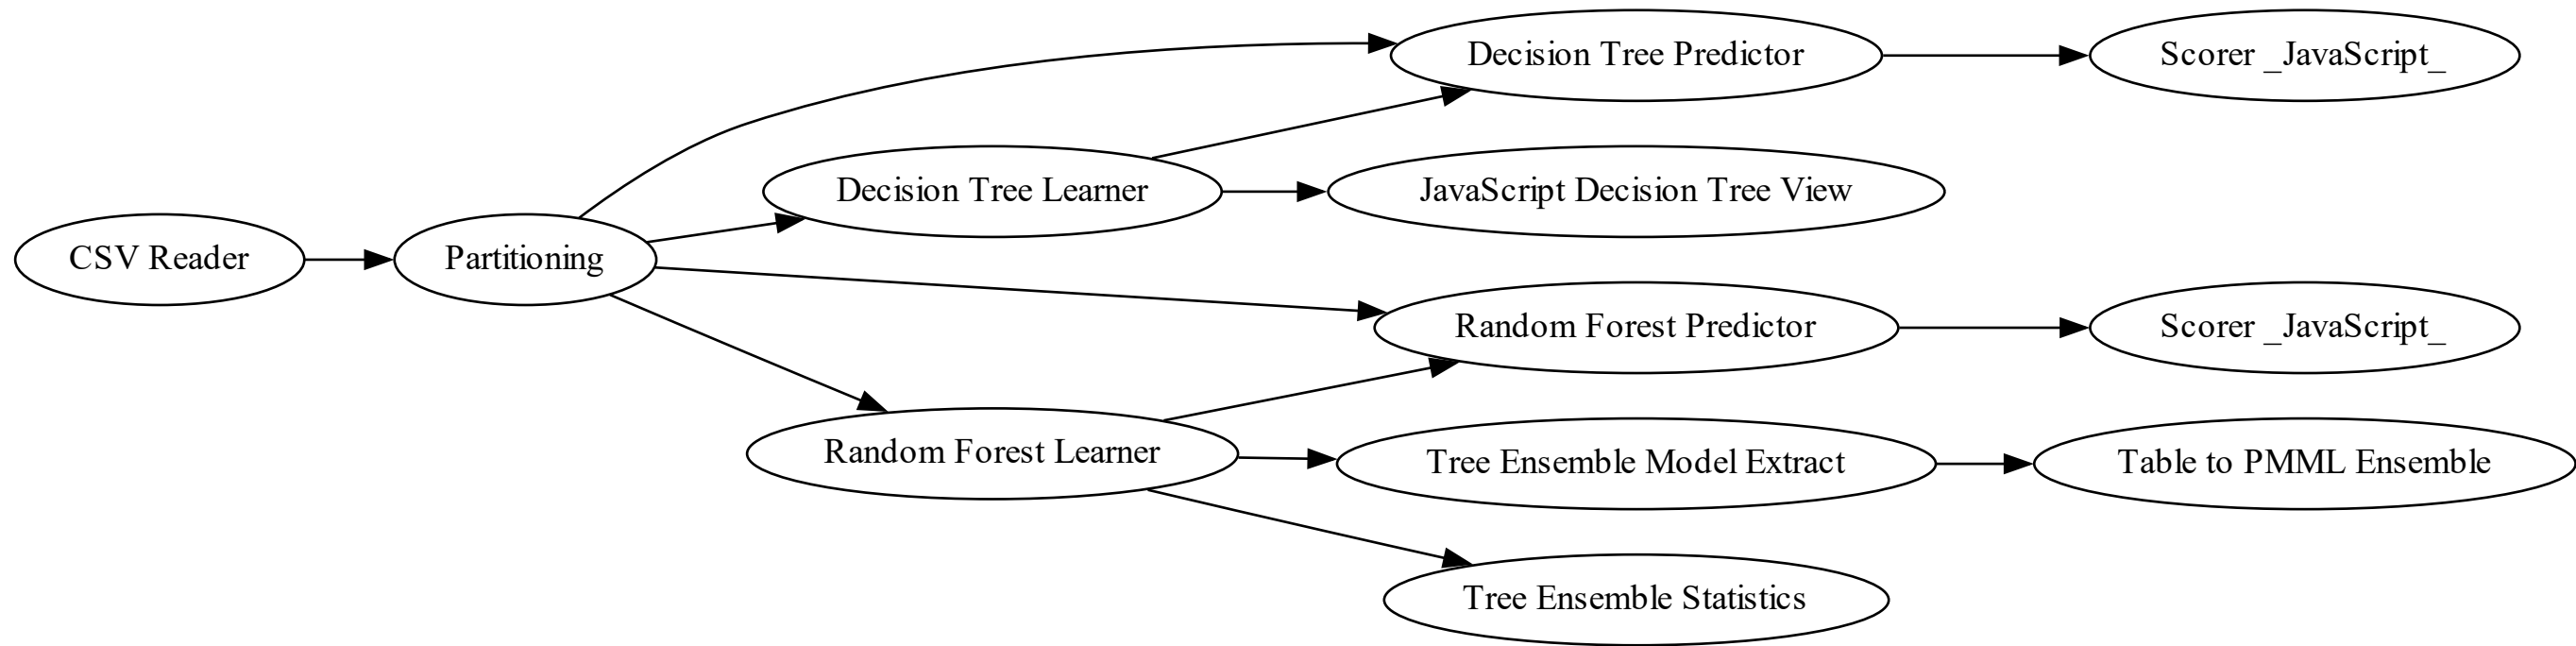 CSV Reader
Partitioning
Decision Tree Learner
Random Forest Learner
Decision Tree Predictor
JavaScript Decision Tree View
Random Forest Predictor
Tree Ensemble Model Extract
Tree Ensemble Statistics
Scorer _JavaScript_
Scorer _JavaScript_
Table to PMML Ensemble